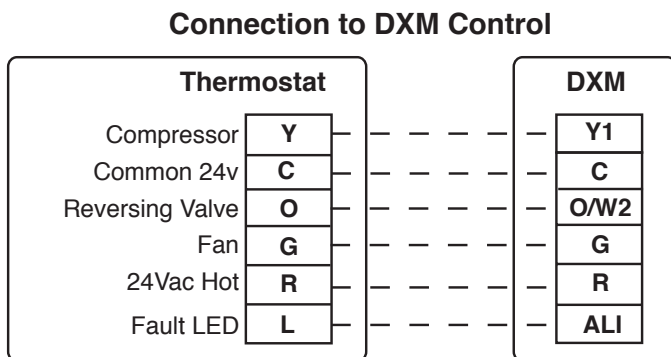 Connection to DXM Control
Thermostat DXM
Compressor Y Y1
Common 24v C C
Reversing Valve O O/W2
Fan G G
24Vac Hot R R
Fault LED L ALI